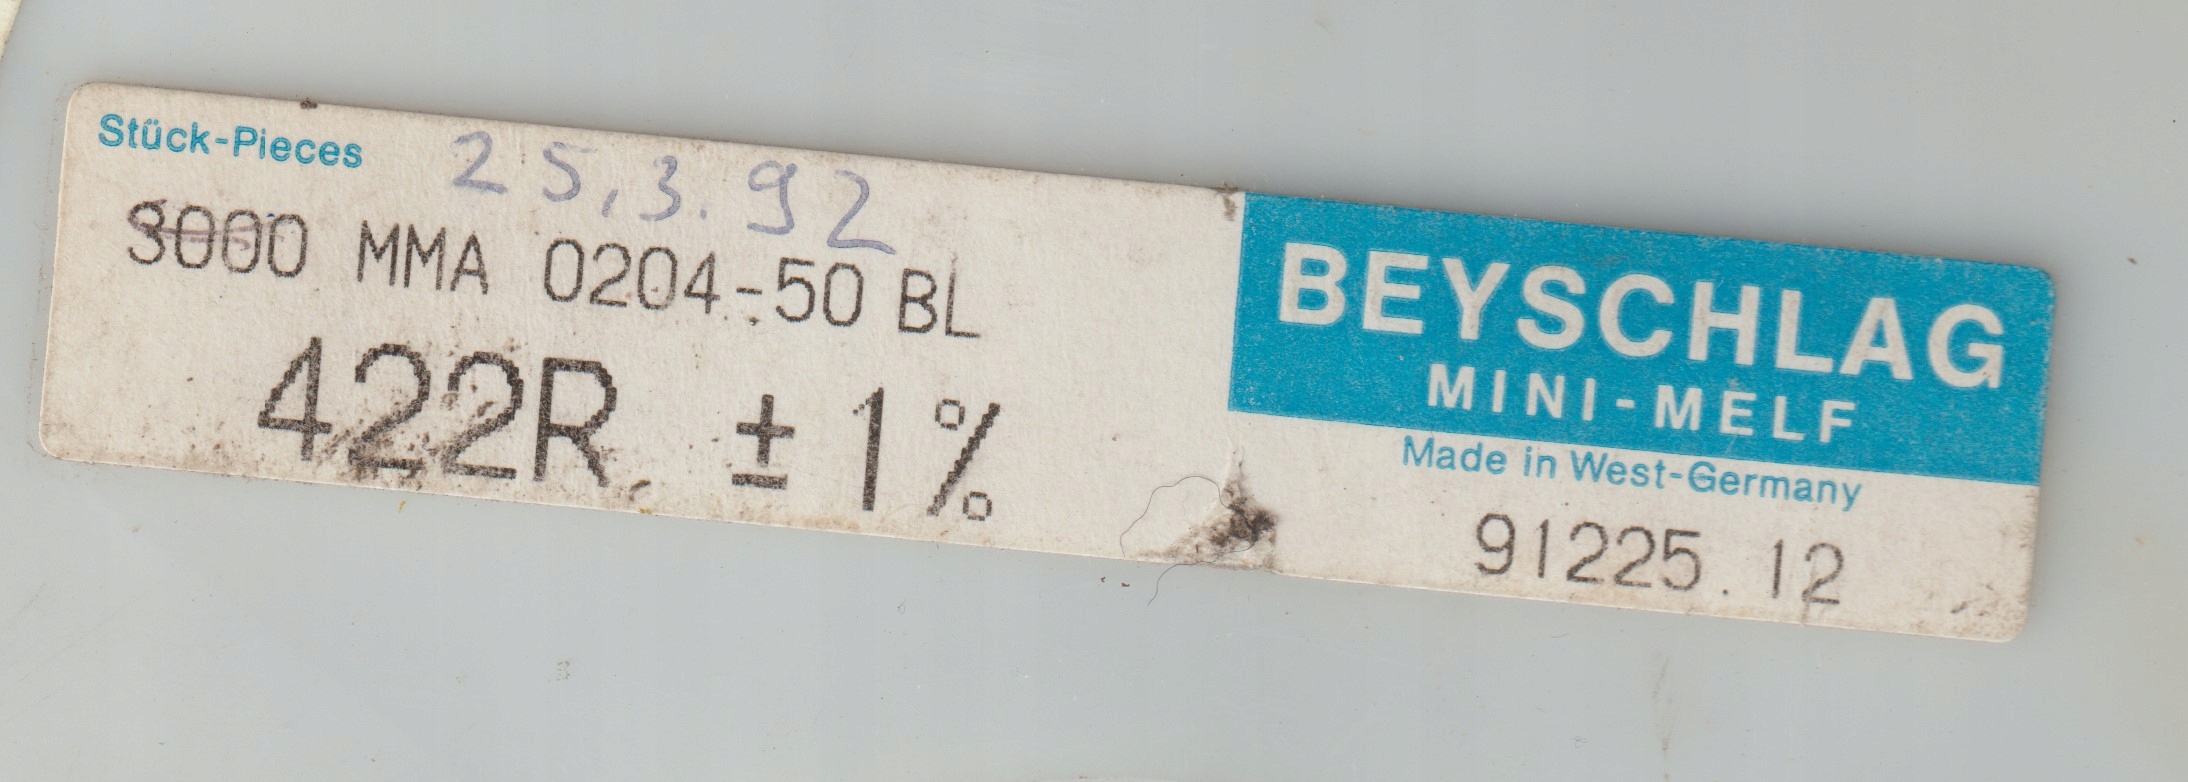 Stück-Pieces
25.3.92
3000 MMA 0204-50 BL
422R ± 1%
BEYSCHLAG
MINI-MELF
Made in West-Germany
91225.12